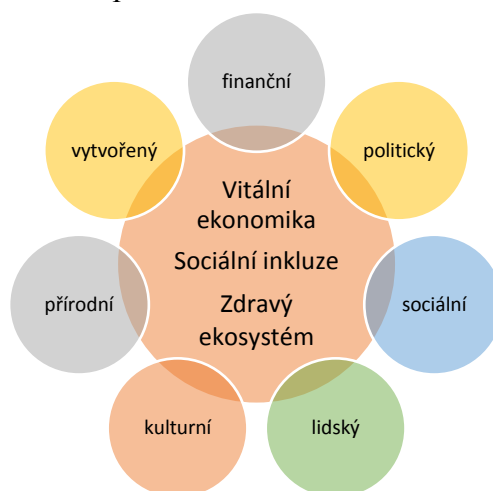 finanční
vytvořený
politický
Vitální
ekonomika
Sociální inkluze
Zdravý
ekosystém
přírodní
sociální
kulturní
lidský